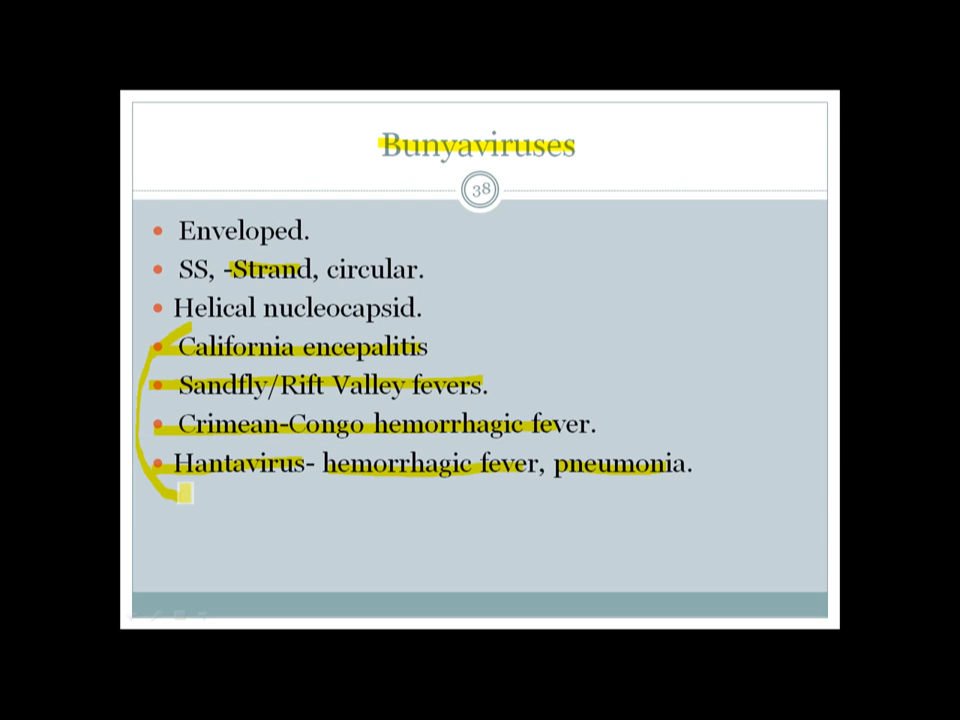 Bunyaviruses
38
Enveloped.
SS, -Strand, circular.
Helical nucleocapsid.
California encepalitis
Sandfly/Rift Valley fevers.
Crimean-Congo hemorrhagic fever.
Hantavirus- hemorrhagic fever, pneumonia.